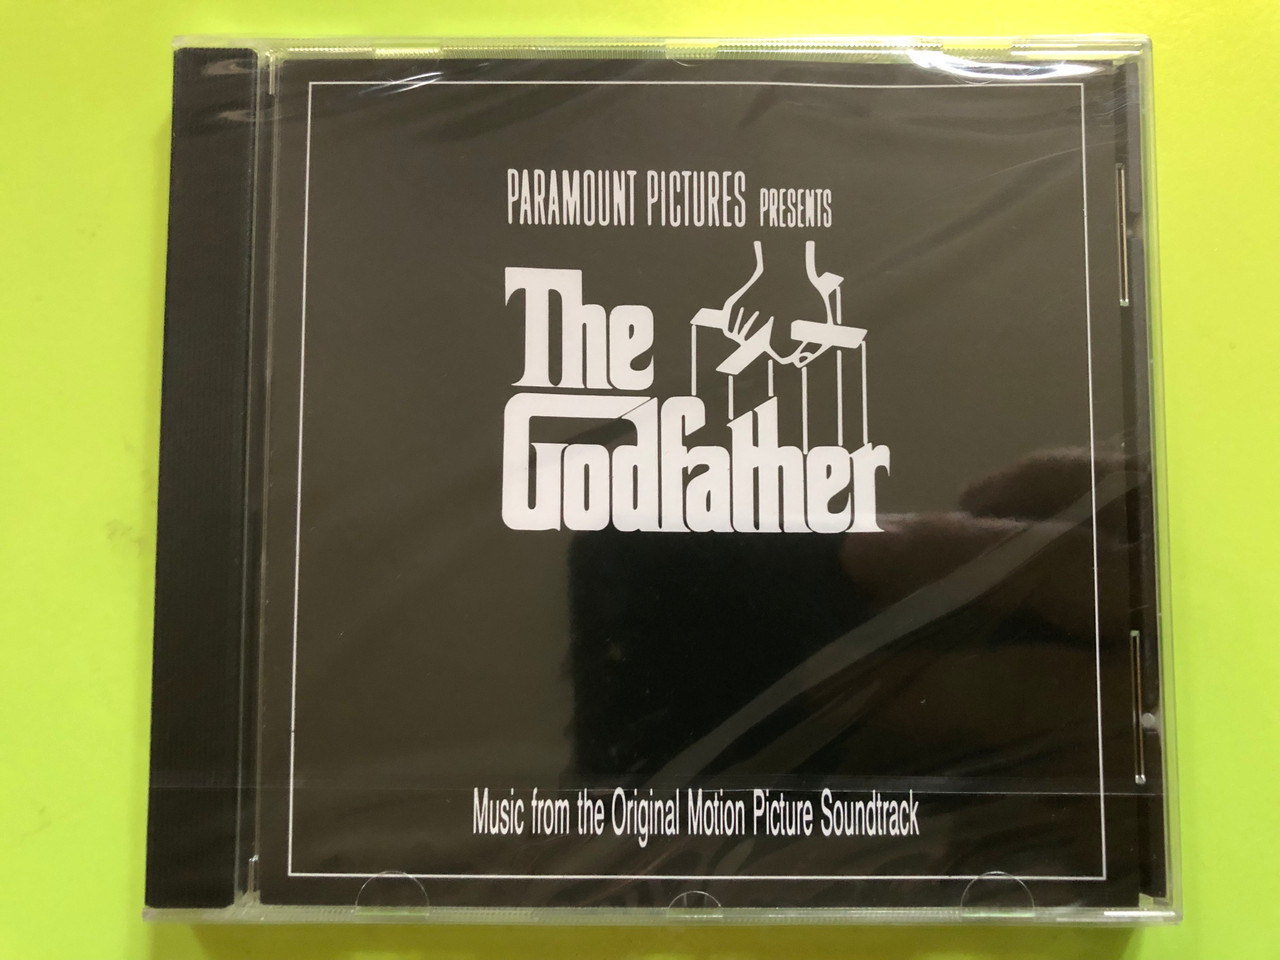 PARAMOUNT PICTURES PRESENTS
The
Godfather
Music from the Original Motion Picture Soundtrack